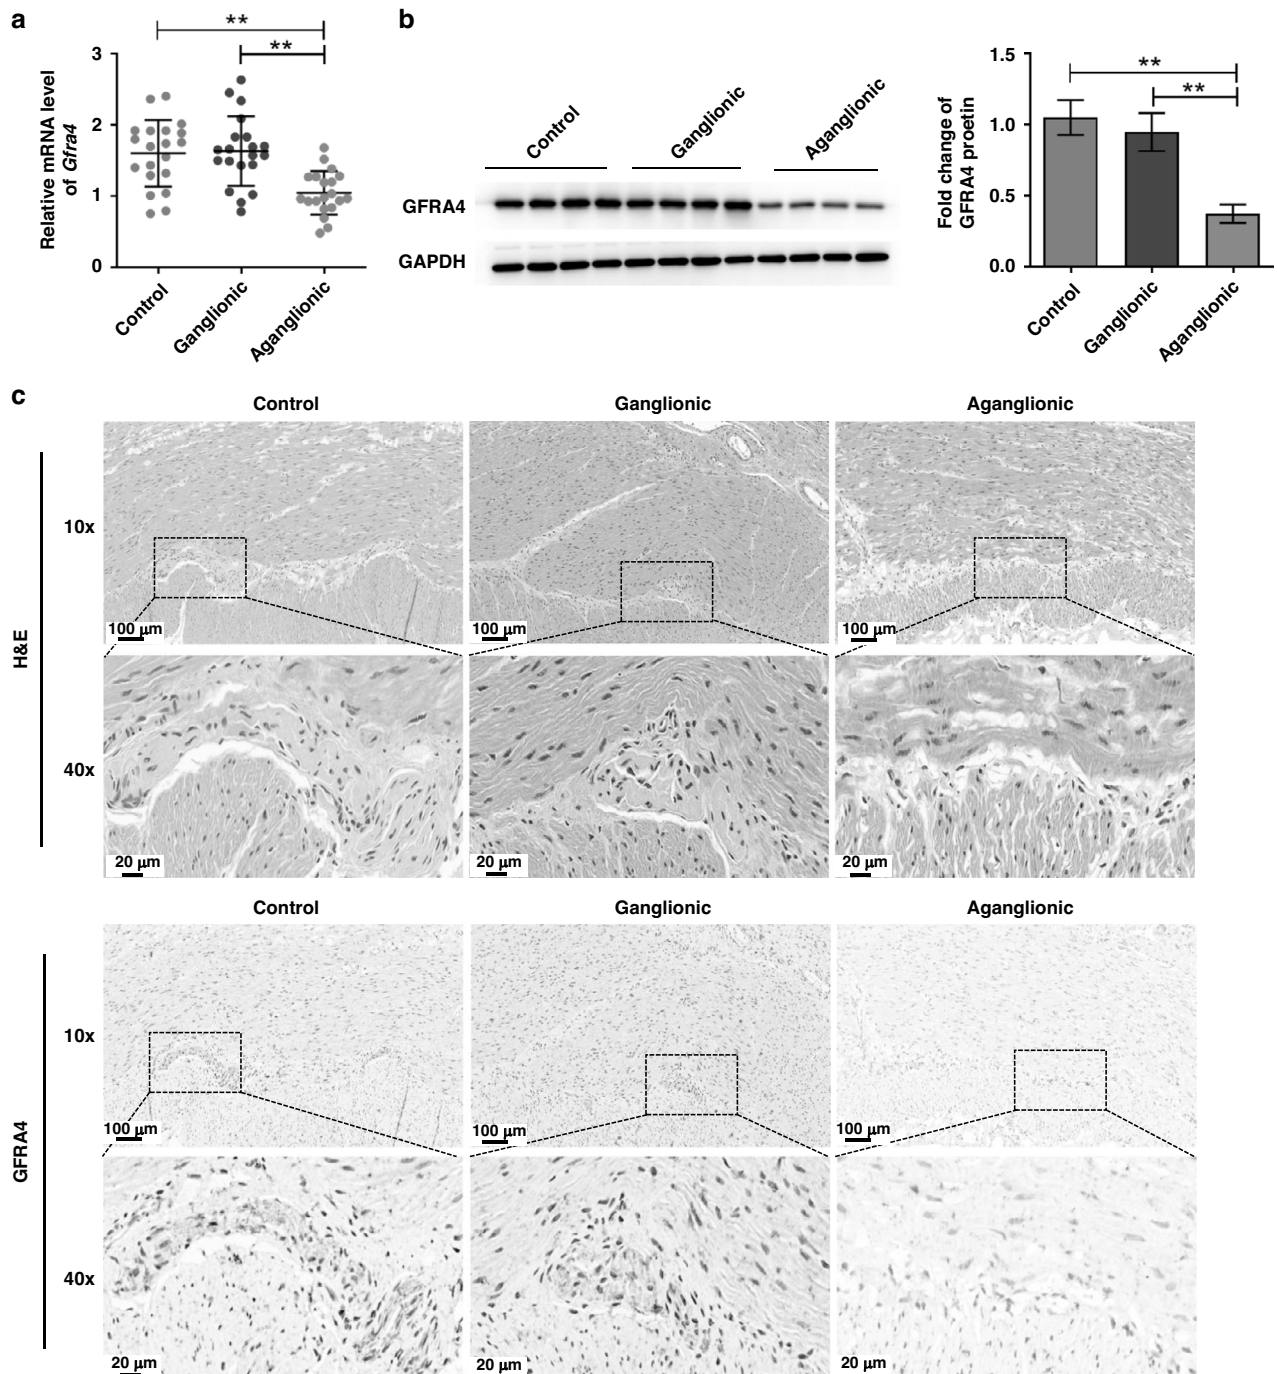 a
**
**
3
2
1
0
Relative mRNA level
of Gfra4
Control
Ganglionic
Aganglionic
b
Control
Ganglionic
Aganglionic
GFRA4
GAPDH
**
**
1.5
1.0
0.5
0.0
Fold change of
GFRA4 proetin
Control
Ganglionic
Aganglionic
c
Control
Ganglionic
Aganglionic
H&E
10x
100 µm
100 µm
100 µm
40x
20 µm
20 µm
20 µm
Control
Ganglionic
Aganglionic
GFRA4
10x
100 µm
100 µm
100 µm
40x
20 µm
20 µm
20 µm